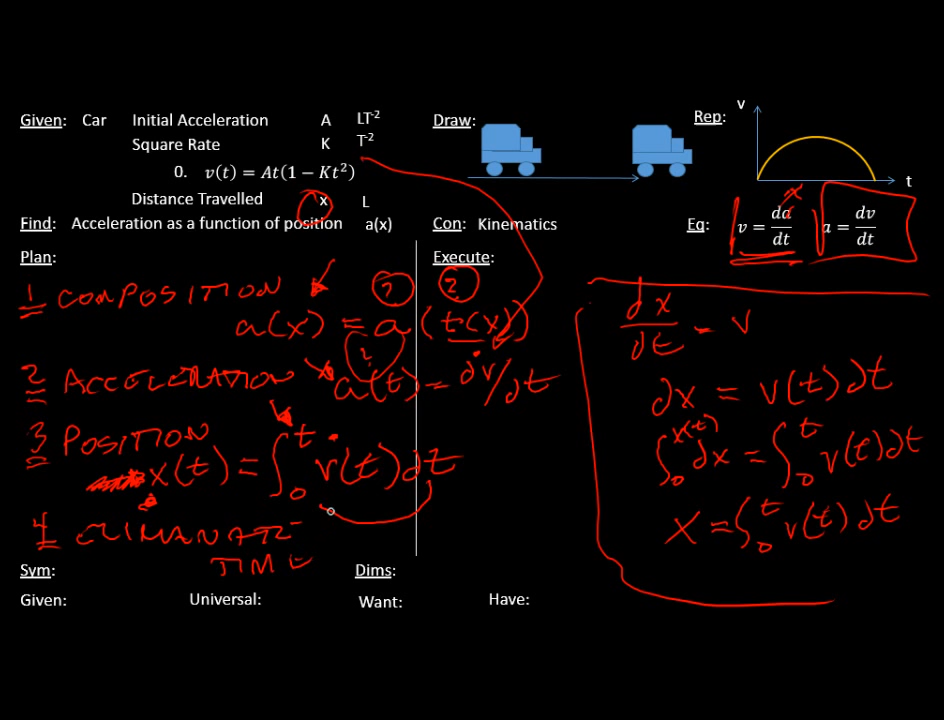 Given: Car Initial Acceleration A LT-2
Square Rate K T-2
0. v(t) = At(1 − Kt²)
Distance Travelled x L
Find: Acceleration as a function of position a(x)
Draw:
Con: Kinematics
Rep: v t
Eq: v = dd/dt x a = dv/dt
Plan:
1 COMPOSITION ? ?
a(x) = a(t(x))
?
2 ACCELERATION a(t) = dv/dt
3 POSITION
x(t) = ∫₀ᵗ v(t)dt
4 ELIMANATE
TIME
Execute:
dx/dt = v
dx = v(t)dt
∫₀ˣ⁽ᵗ⁾ dx = ∫₀ᵗ v(t)dt
X = ∫₀ᵗ v(t)dt
Sym: Dims:
Given: Universal: Want: Have: